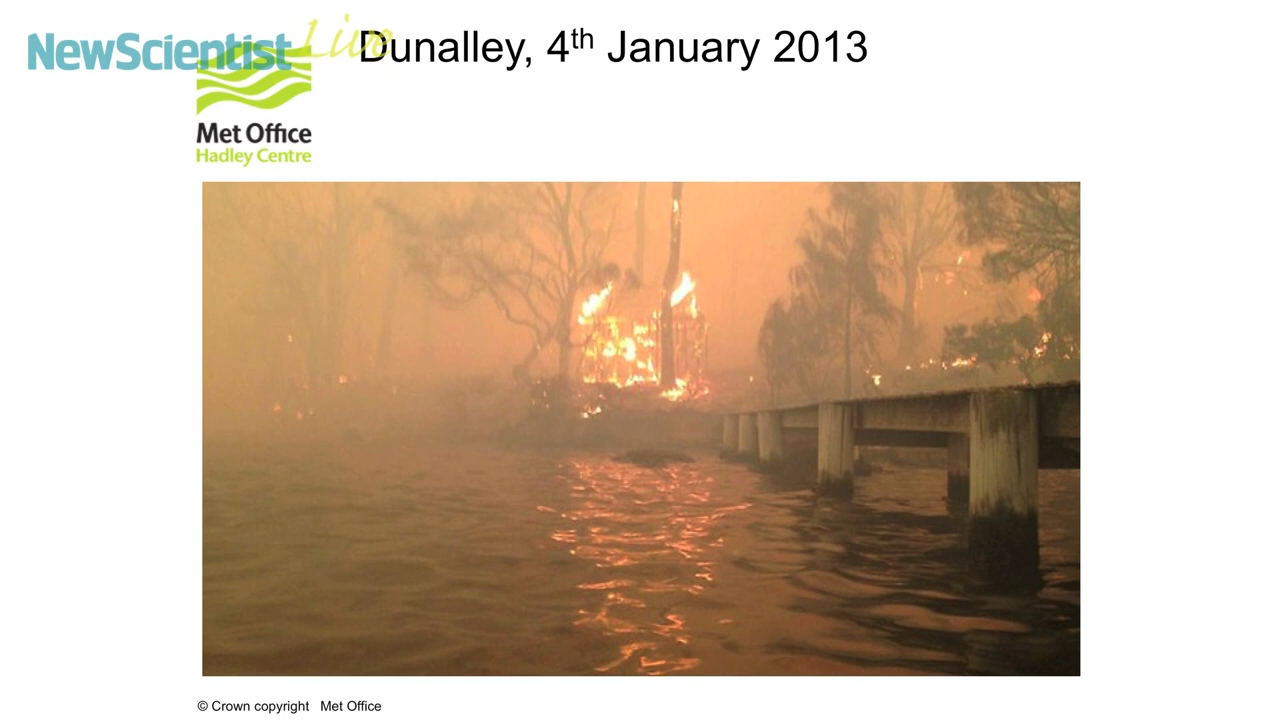 NewScientist Live
Dunalley, 4th January 2013
Met Office
Hadley Centre
© Crown copyright Met Office